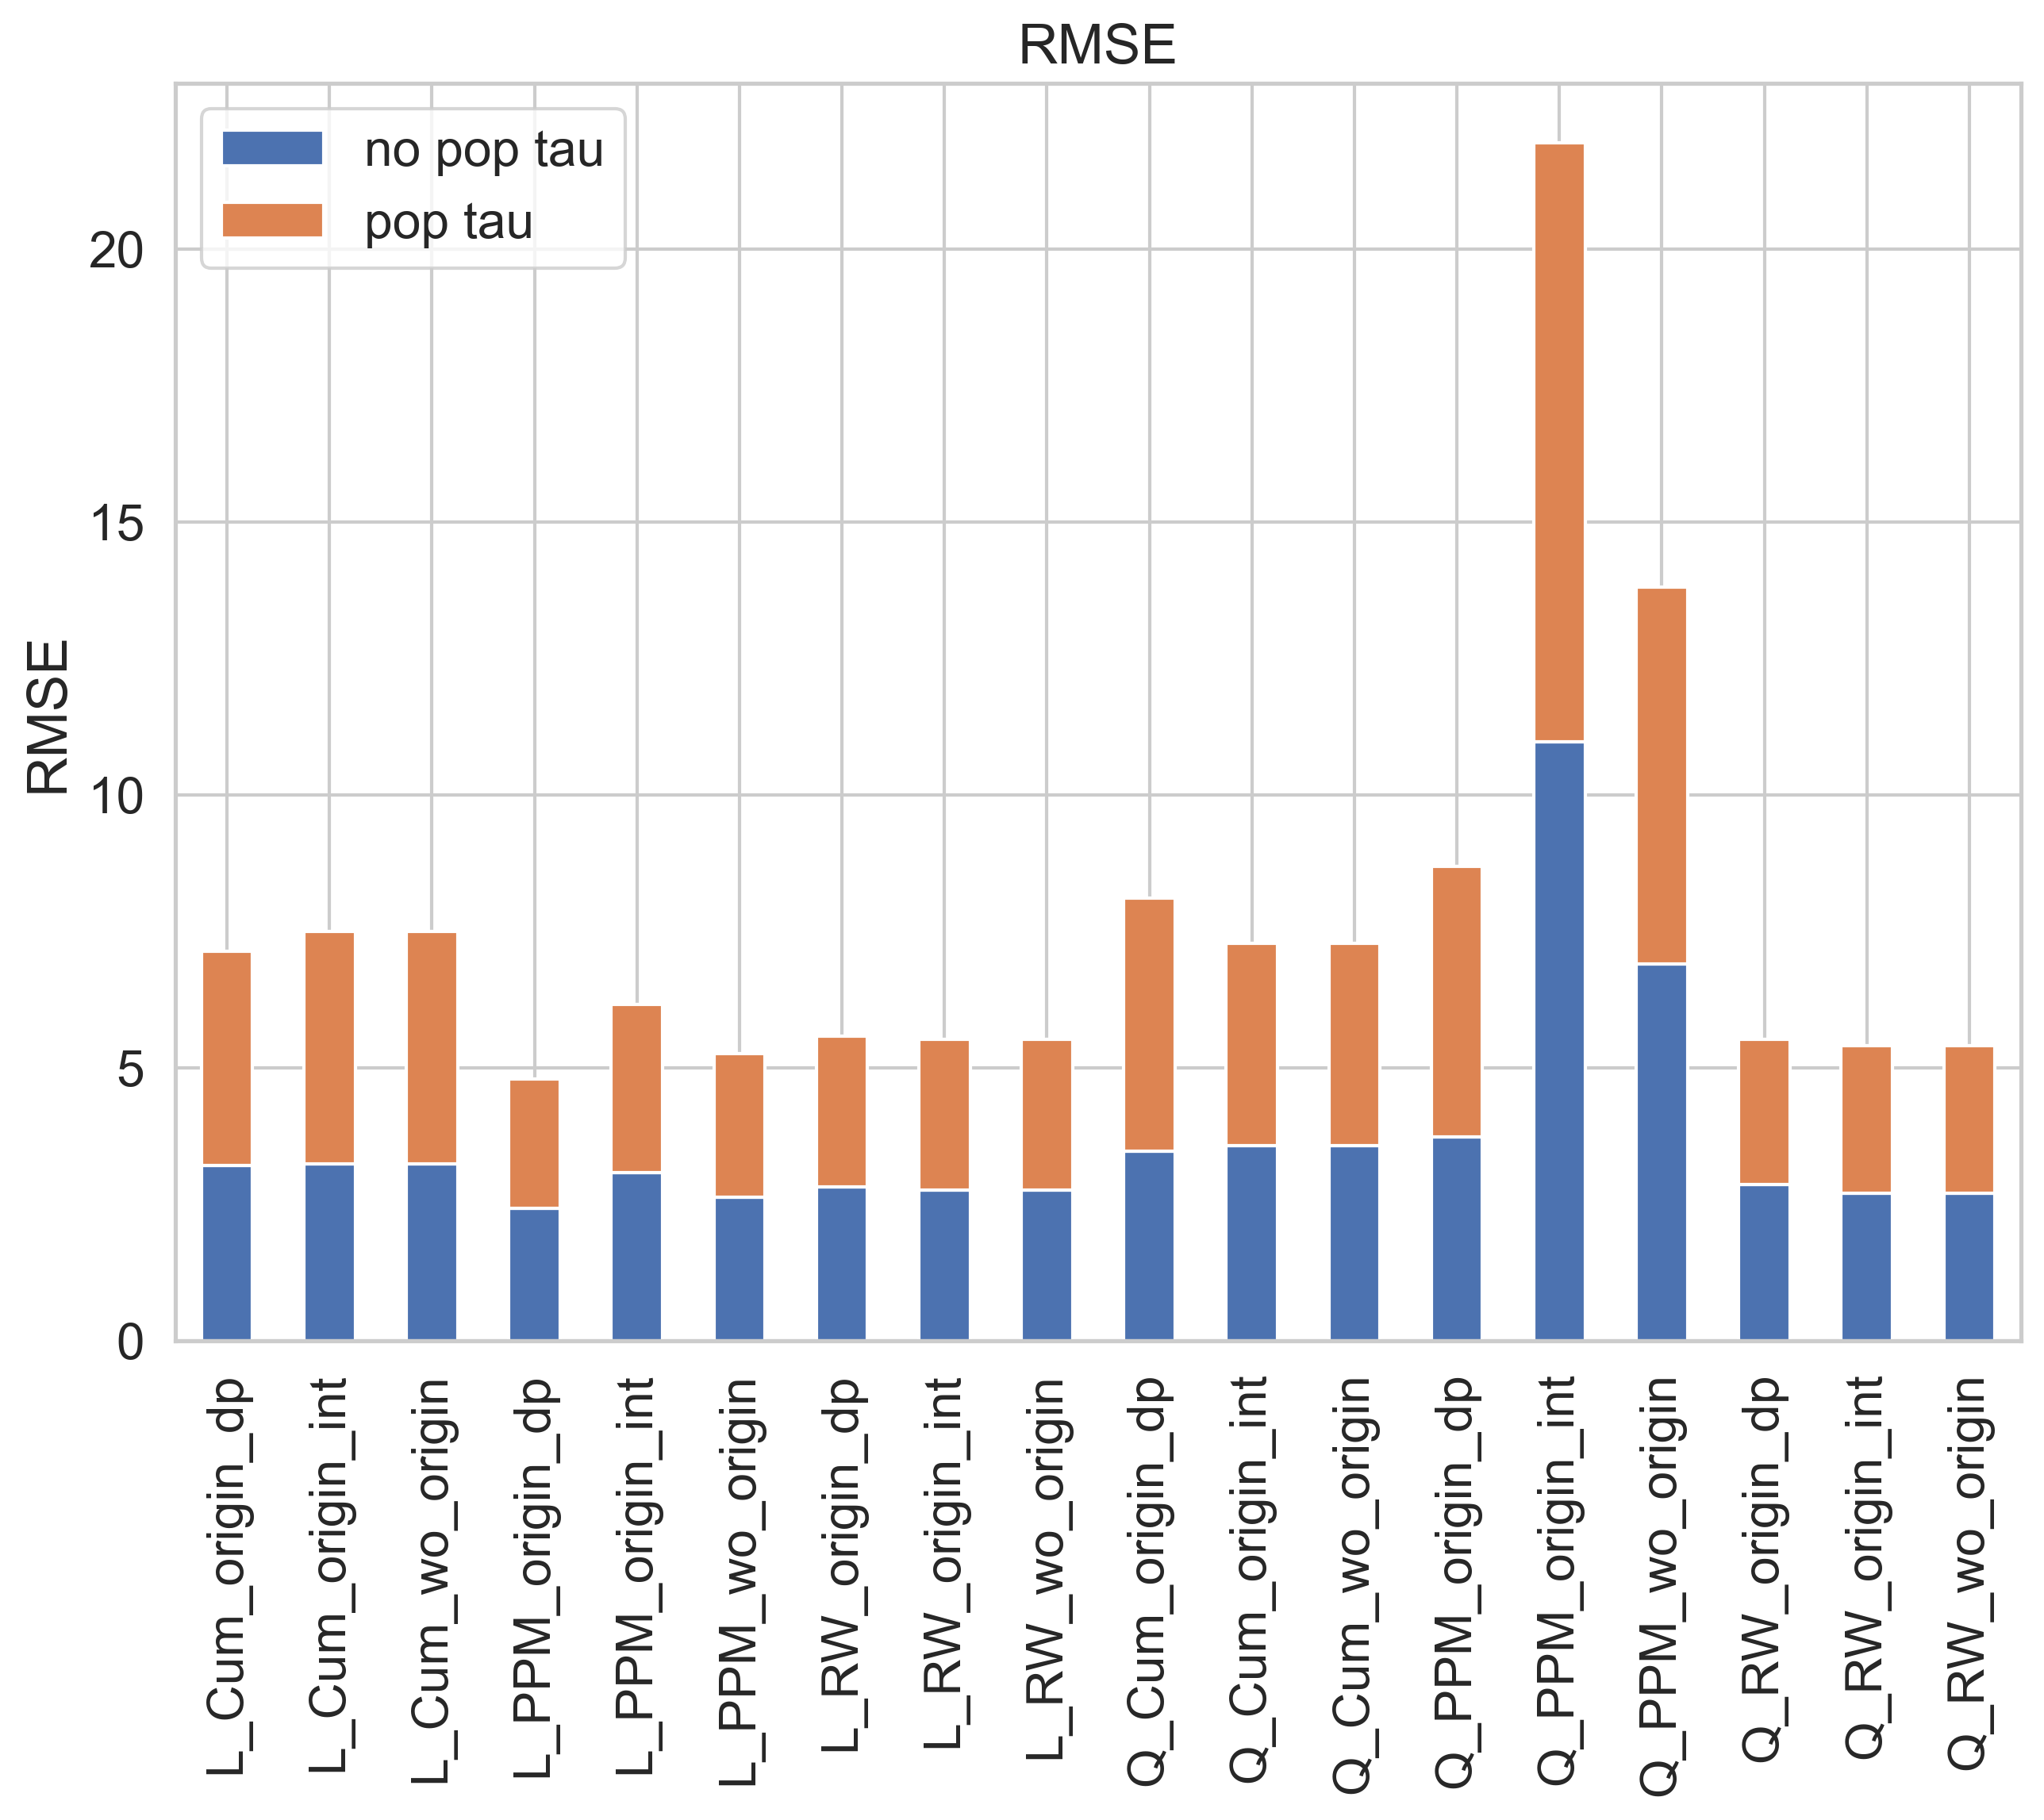 RMSE
no pop tau
pop tau
RMSE
20
15
10
5
0
L_Cum_origin_dp
L_Cum_origin_int
L_Cum_wo_origin
L_PPM_origin_dp
L_PPM_origin_int
L_PPM_wo_origin
L_RW_origin_dp
L_RW_origin_int
L_RW_wo_origin
Q_Cum_origin_dp
Q_Cum_origin_int
Q_Cum_wo_origin
Q_PPM_origin_dp
Q_PPM_origin_int
Q_PPM_wo_origin
Q_RW_origin_dp
Q_RW_origin_int
Q_RW_wo_origin